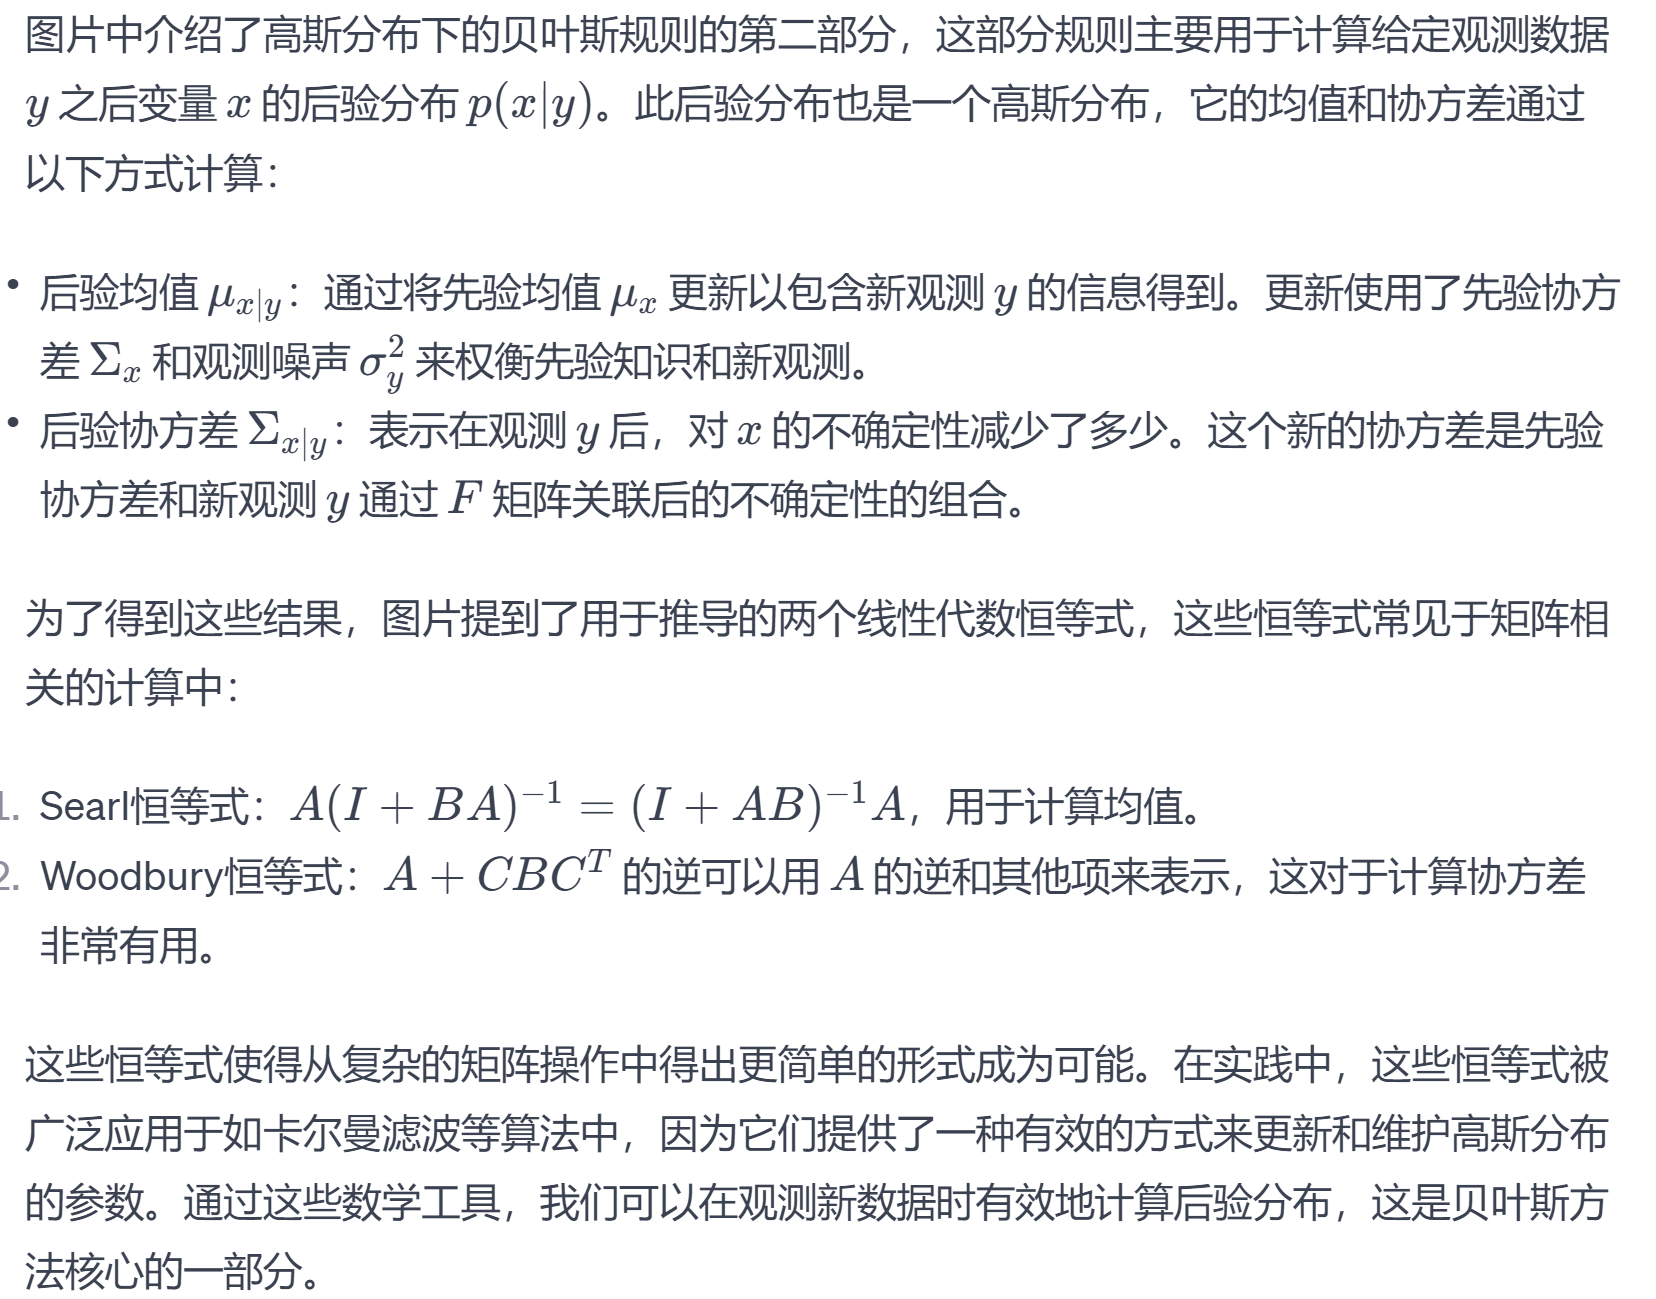 图片中介绍了高斯分布下的贝叶斯规则的第二部分，这部分规则主要用于计算给定观测数据
y 之后变量 x 的后验分布 p(x|y)。此后验分布也是一个高斯分布，它的均值和协方差通过
以下方式计算：
• 后验均值 μ_{x|y}：通过将先验均值 μ_x 更新以包含新观测 y 的信息得到。更新使用了先验协方
差 Σ_x 和观测噪声 σ_y^2 来权衡先验知识和新观测。
• 后验协方差 Σ_{x|y}：表示在观测 y 后，对 x 的不确定性减少了多少。这个新的协方差是先验
协方差和新观测 y 通过 F 矩阵关联后的不确定性的组合。
为了得到这些结果，图片提到了用于推导的两个线性代数恒等式，这些恒等式常见于矩阵相
关的计算中：
1. Searl恒等式：A(I + BA)^{-1} = (I + AB)^{-1}A，用于计算均值。
2. Woodbury恒等式：A + CBC^T 的逆可以用 A 的逆和其他项来表示，这对于计算协方差
非常有用。
这些恒等式使得从复杂的矩阵操作中得出更简单的形式成为可能。在实践中，这些恒等式被
广泛应用于如卡尔曼滤波等算法中，因为它们提供了一种有效的方式来更新和维护高斯分布
的参数。通过这些数学工具，我们可以在观测新数据时有效地计算后验分布，这是贝叶斯方
法核心的一部分。